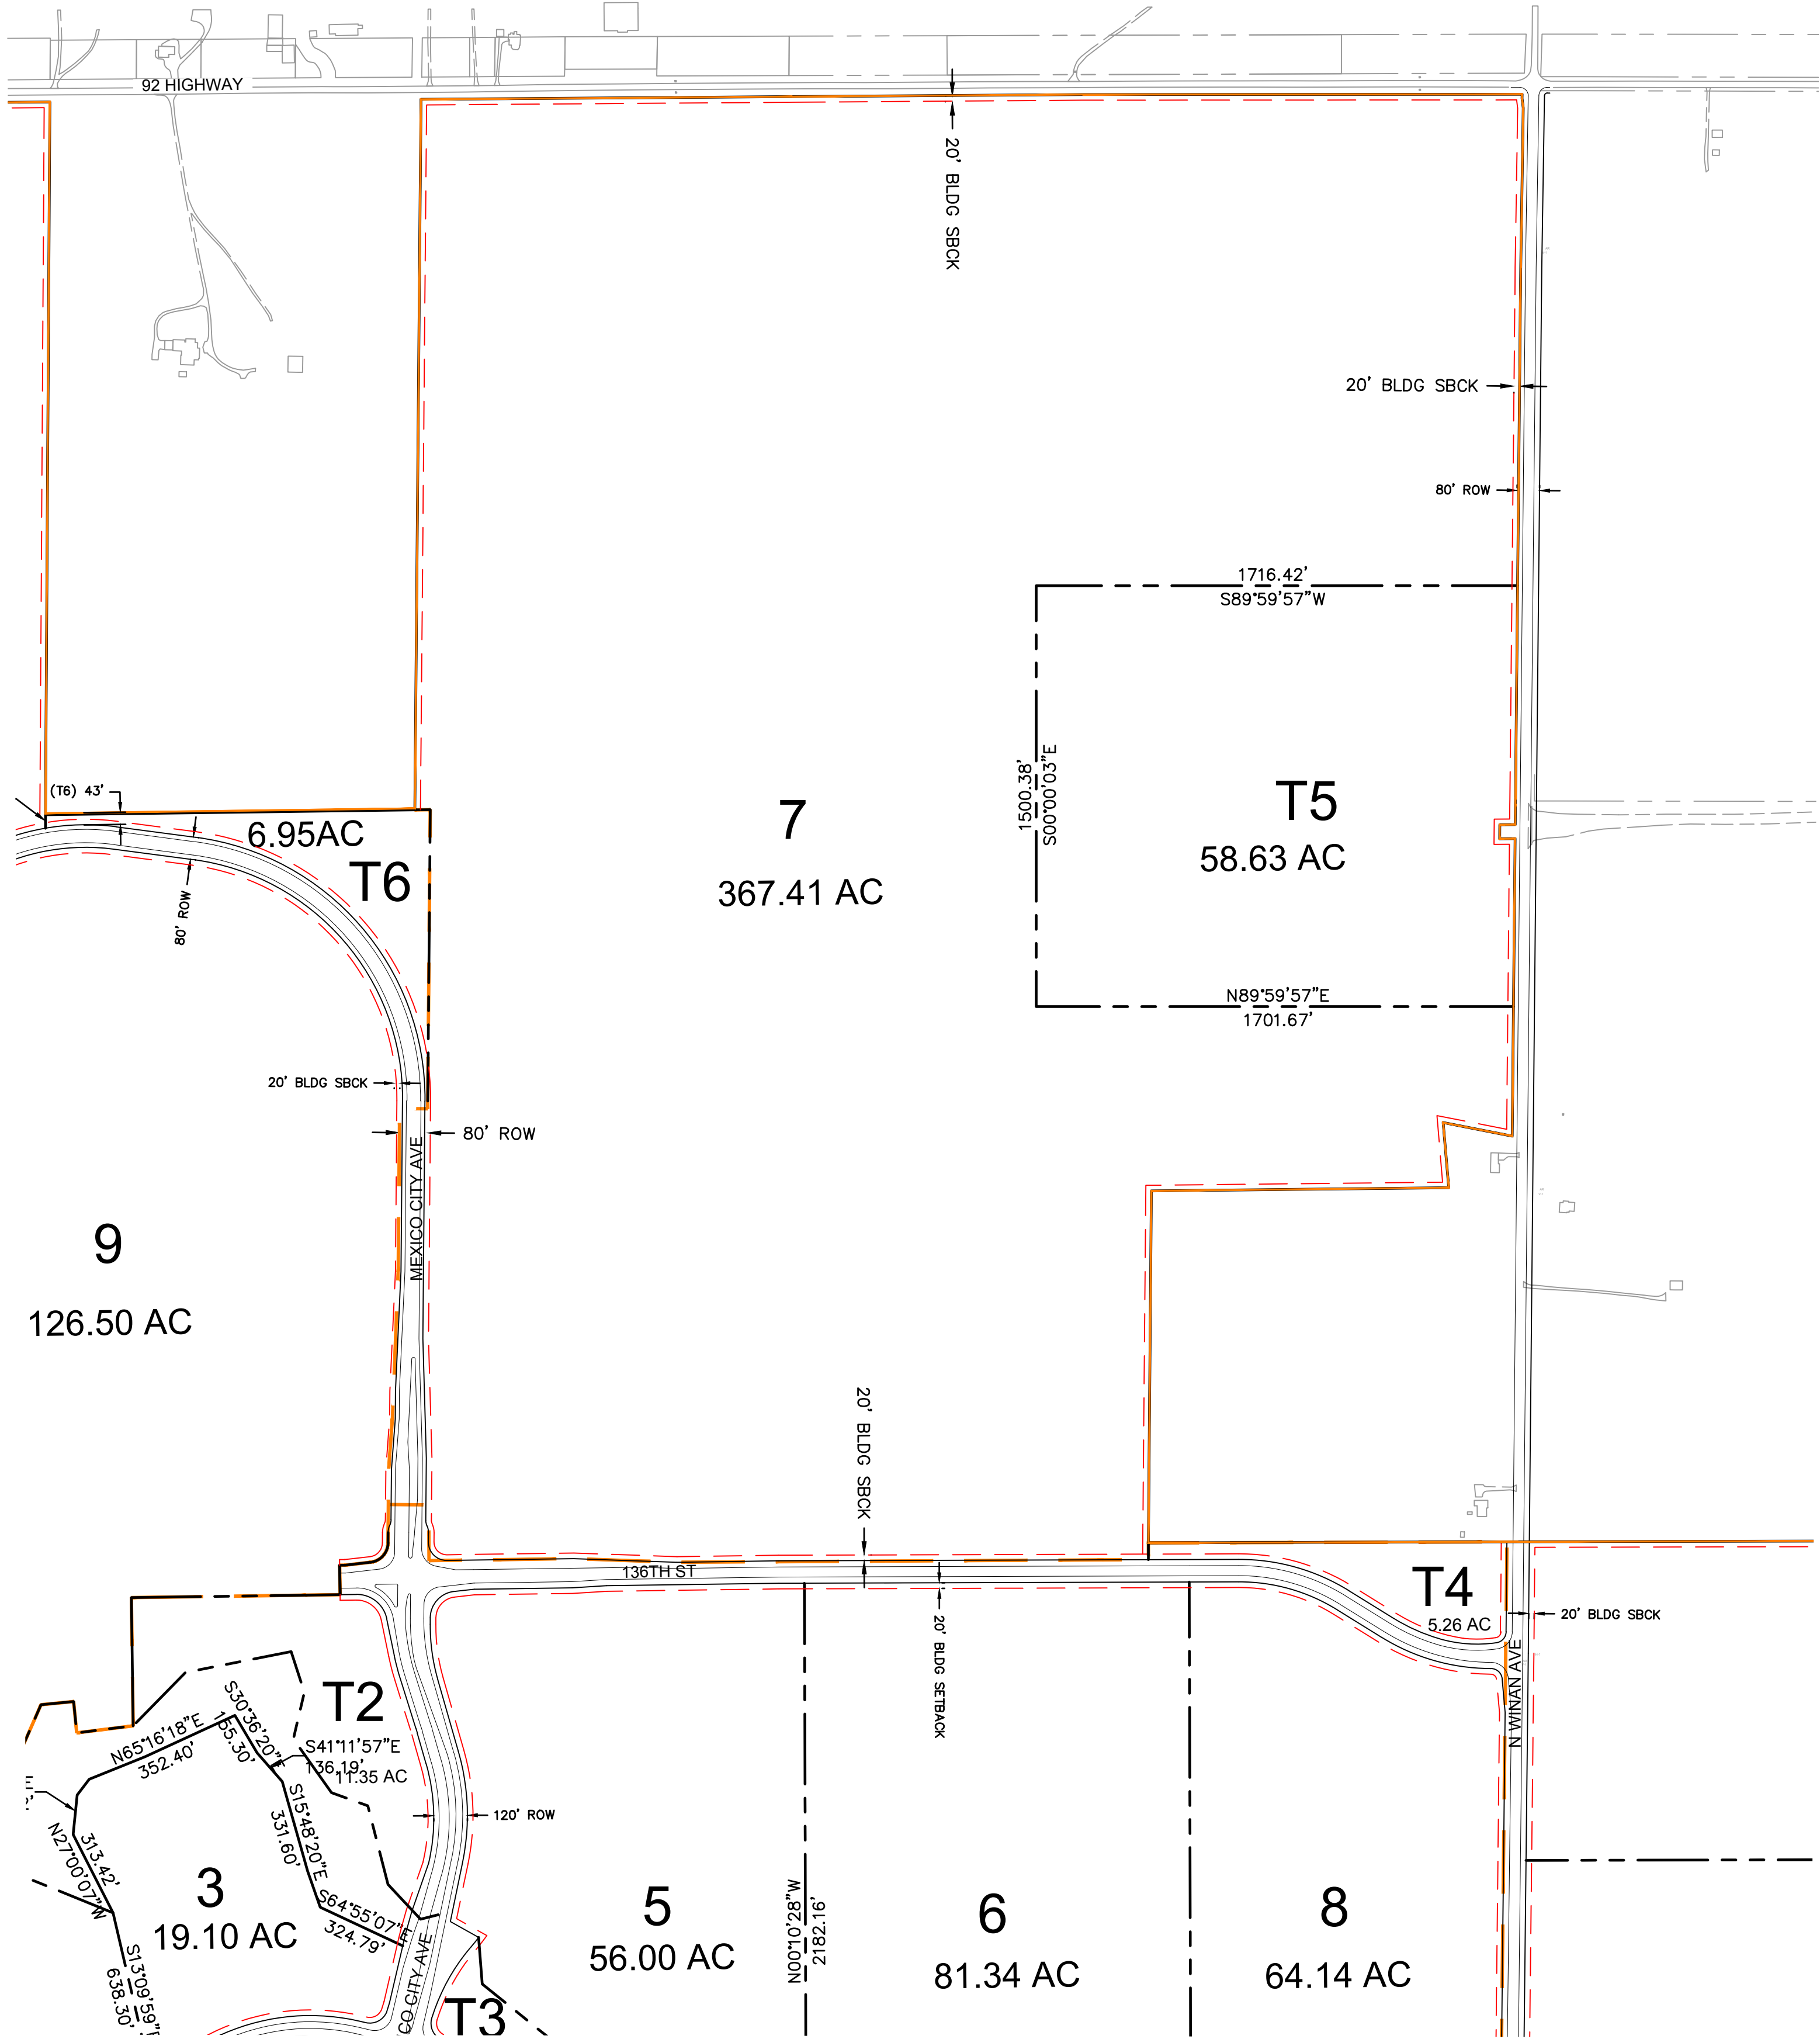 92 HIGHWAY
20' BLDG SBCK
20' BLDG SBCK
80' ROW
1716.42'
S89°59'57"W
1500.38'
S00°00'03"E
T5
58.63 AC
N89°59'57"E
1701.67'
(T6) 43'
6.95AC
T6
80' ROW
7
367.41 AC
20' BLDG SBCK
80' ROW
MEXICO CITY AVE
9
126.50 AC
20' BLDG SBCK
136TH ST
20' BLDG SETBACK
T4
5.26 AC
20' BLDG SBCK
N WINAN AVE
T2
11.35 AC
S30°36'20"E
165.30'
N65°16'18"E
352.40'
S41°11'57"E
136.19'
S15°48'20"E
331.60'
313.42'
N27°00'07"W
S64°55'07"E
324.79'
120' ROW
3
19.10 AC
S13°09'59"E
638.30'
CO CITY AVE
T3
5
56.00 AC
N00°10'28"W
2182.16'
6
81.34 AC
8
64.14 AC